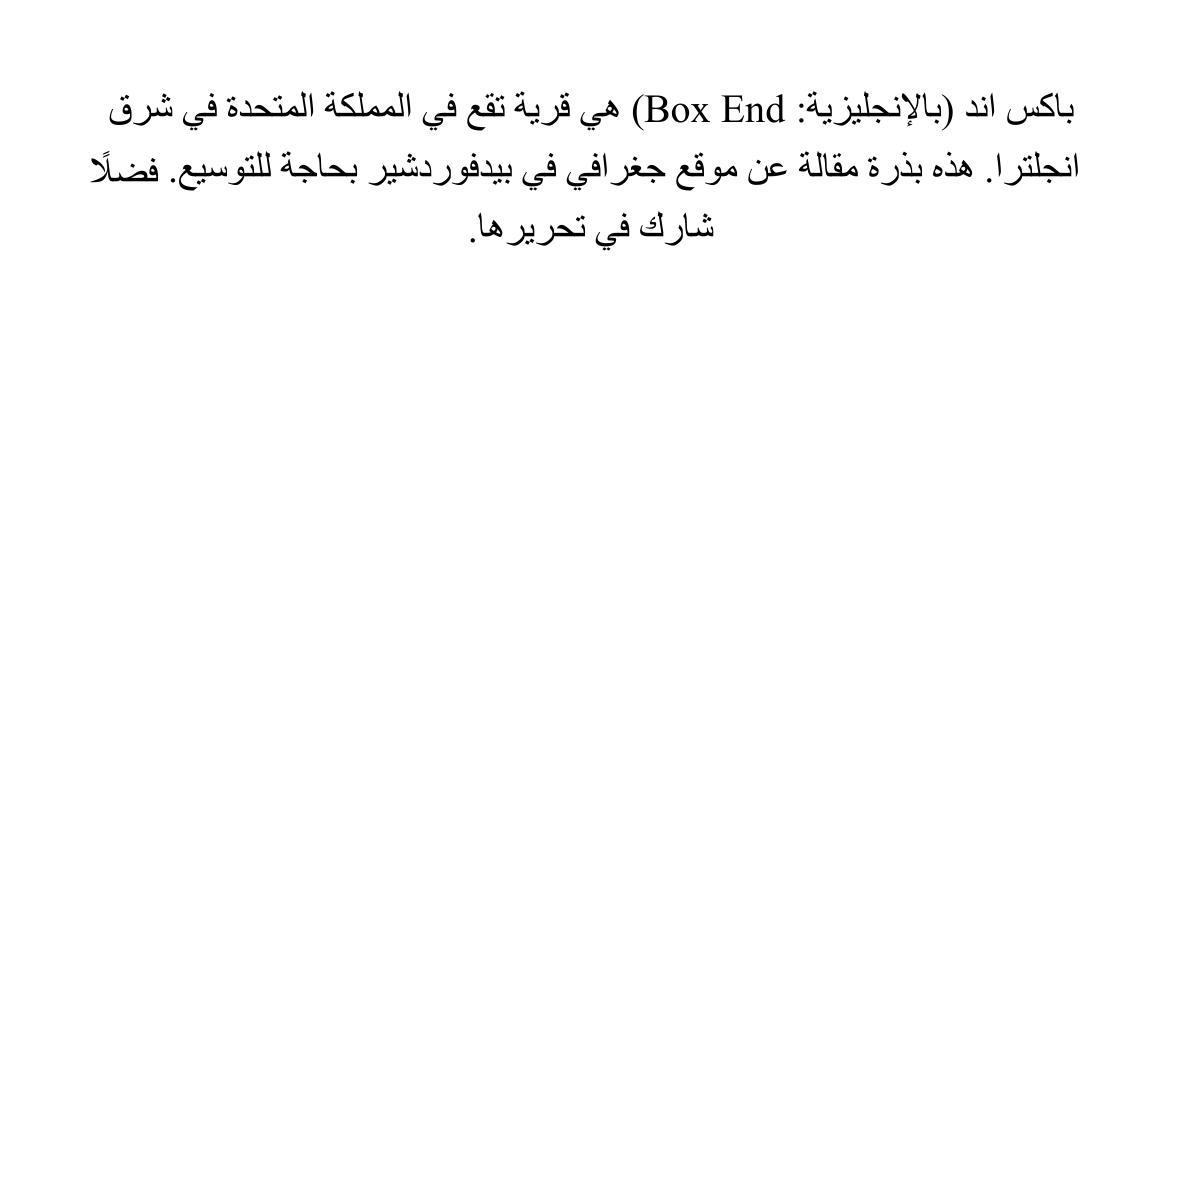 باكس اند (بالإنجليزية: Box End) هي قرية تقع في المملكة المتحدة في شرق
انجلترا. هذه بذرة مقالة عن موقع جغرافي في بيدفوردشير بحاجة للتوسيع. فضلًا
شارك في تحريرها.